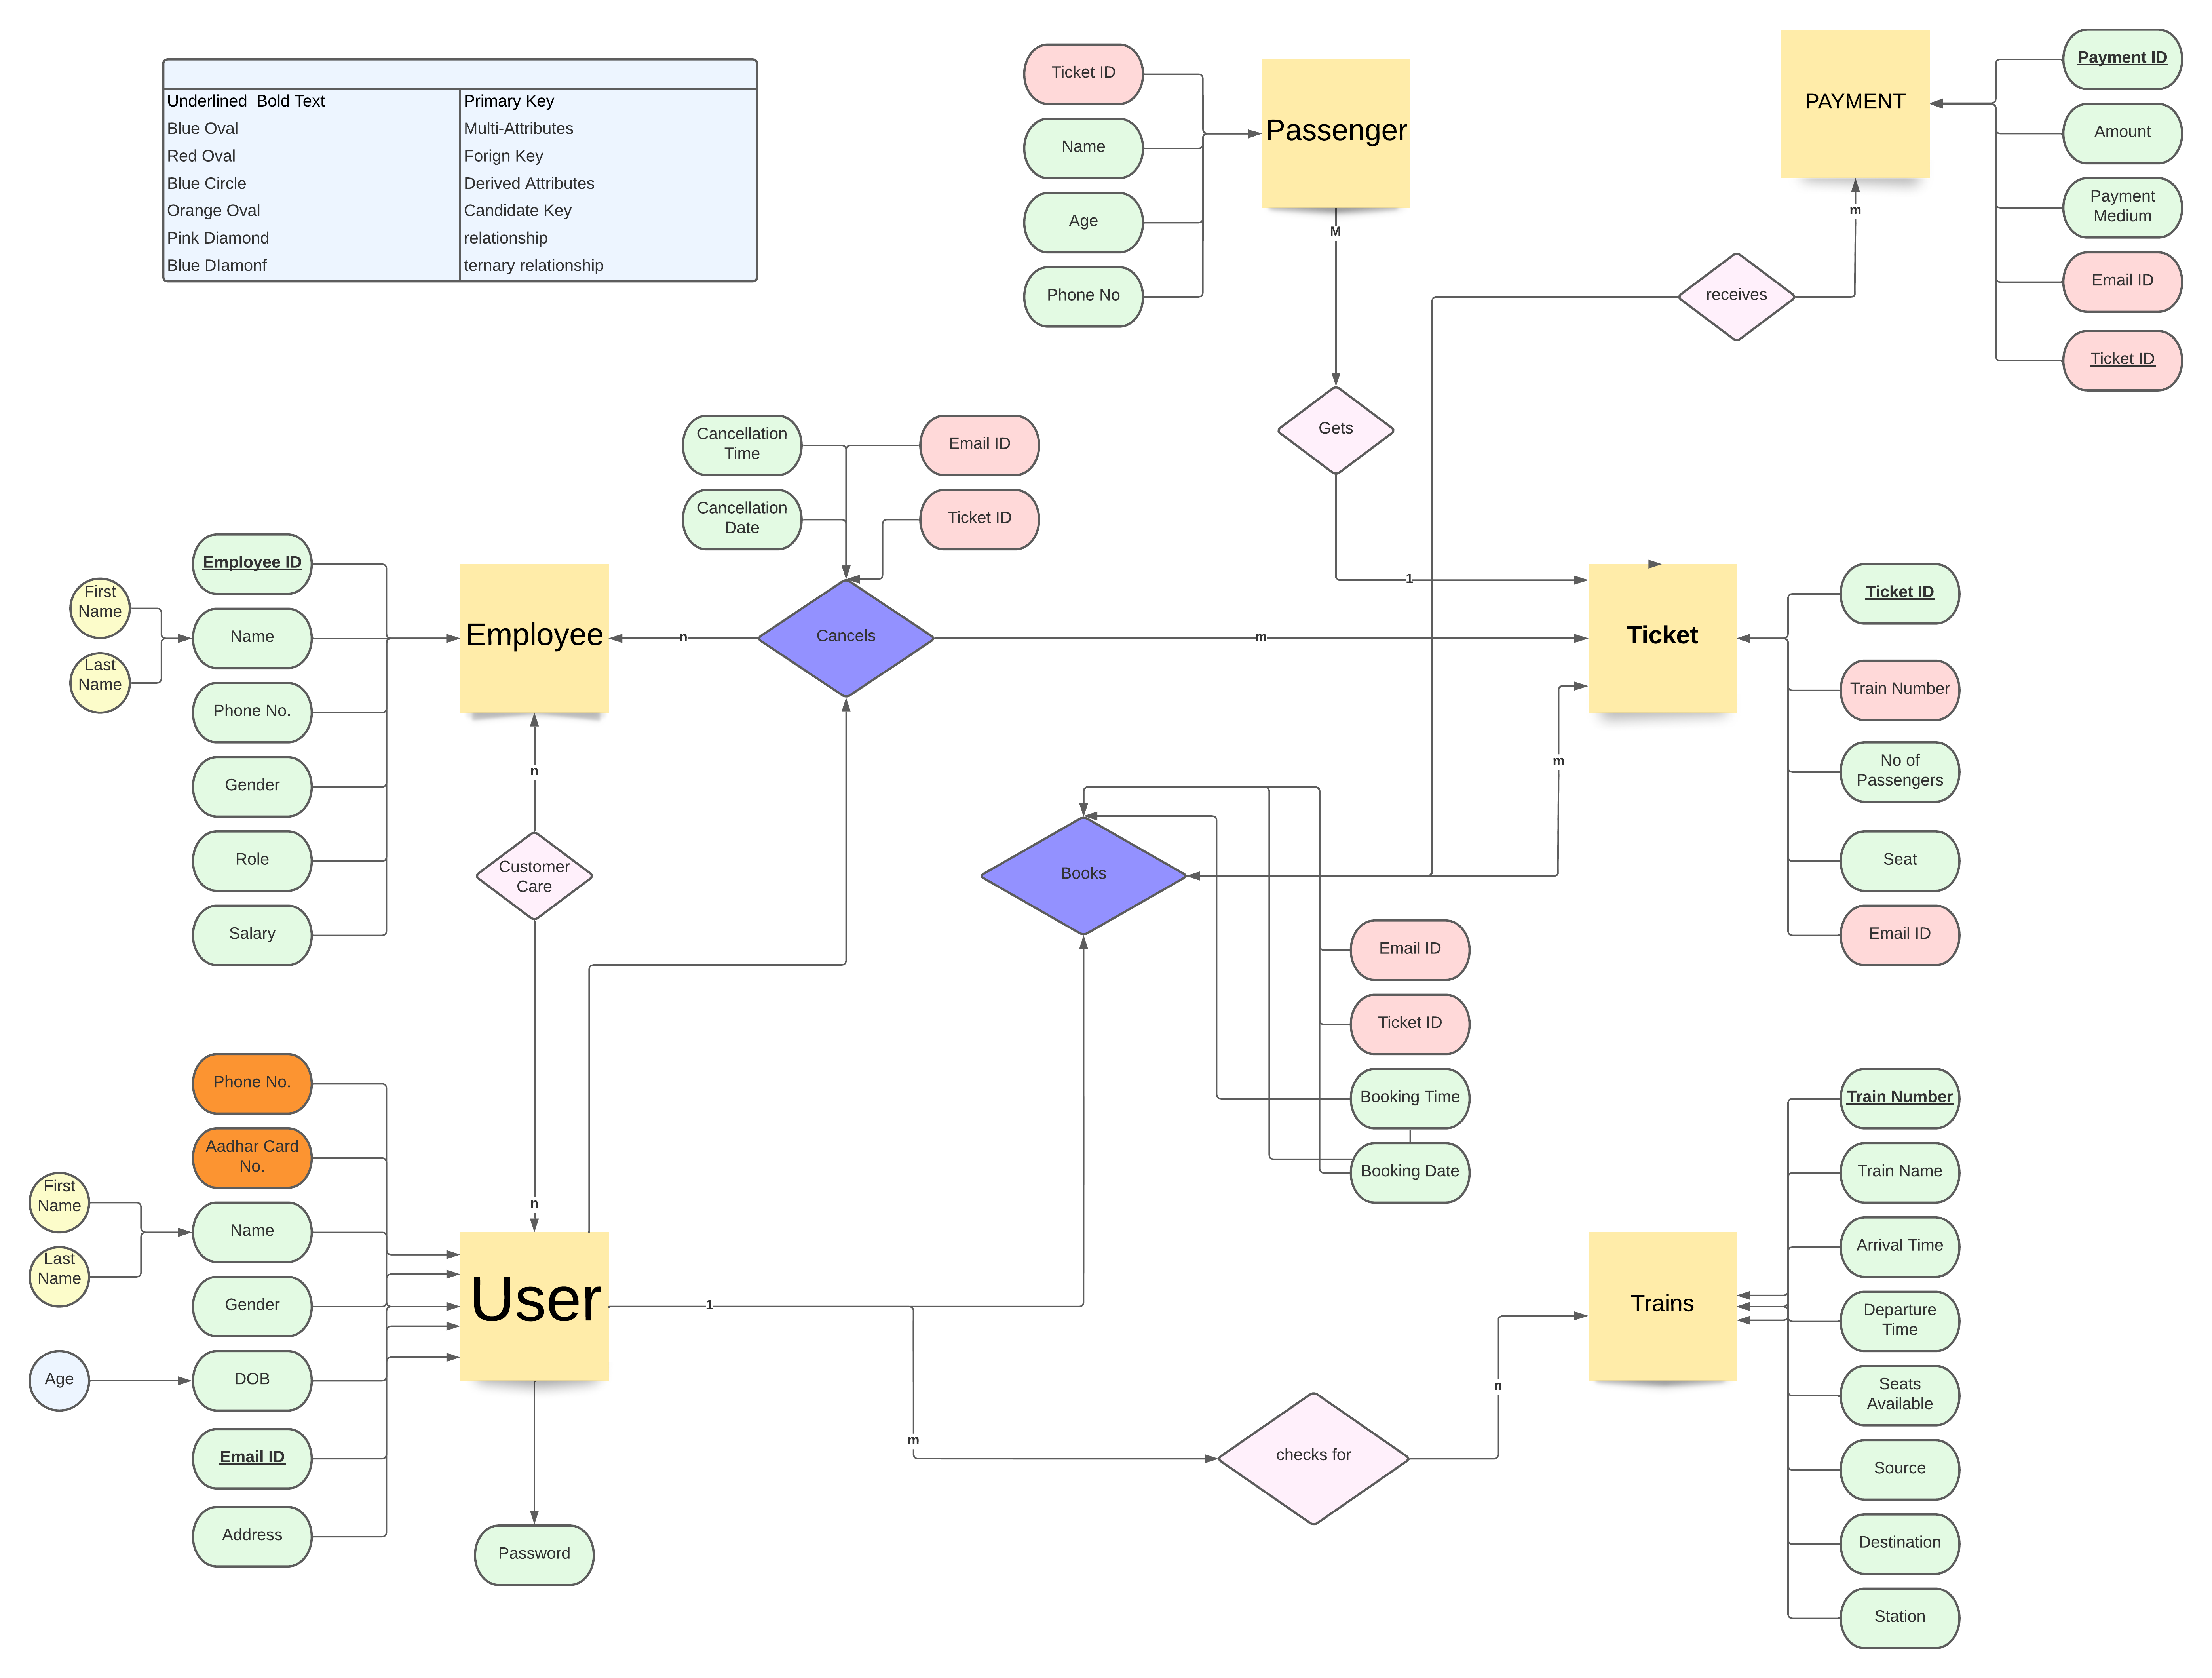 Underlined  Bold Text
Primary Key
Blue Oval
Multi-Attributes
Red Oval
Forign Key
Blue Circle
Derived Attributes
Orange Oval
Candidate Key
Pink Diamond
relationship
Blue DIamonf
ternary relationship
Ticket ID
Name
Age
Phone No
Passenger
M
Gets
1
PAYMENT
Payment ID
Amount
Payment
Medium
Email ID
Ticket ID
m
receives
Cancellation
Time
Cancellation
Date
Email ID
Ticket ID
Employee ID
First
Name
Last
Name
Name
Phone No.
Gender
Role
Salary
Employee
n
Cancels
m
Ticket
Ticket ID
Train Number
No of
Passengers
Seat
Email ID
n
Customer
Care
n
m
Books
Email ID
Ticket ID
Booking Time
Booking Date
Phone No.
Aadhar Card
No.
First
Name
Last
Name
Name
Gender
Age
DOB
Email ID
Address
User
1
Password
m
checks for
n
Trains
Train Number
Train Name
Arrival Time
Departure
Time
Seats
Available
Source
Destination
Station